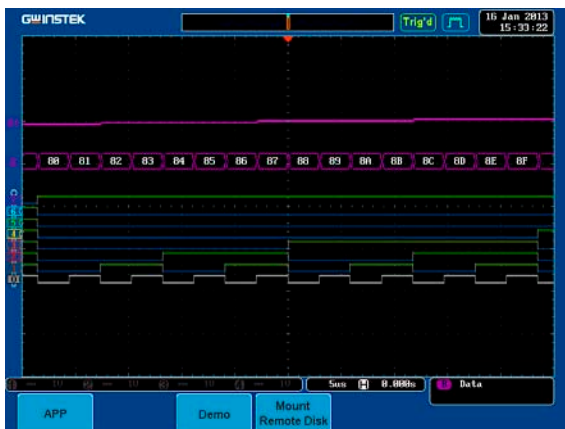 GWINSTEK
Trig'd
16 Jan 2013
15:33:22
80 81 82 83 84 85 86 87 88 89 8A 8B 8C 8D 8E 8F
5us H 0.000s
B Data
APP
Demo
Mount
Remote Disk